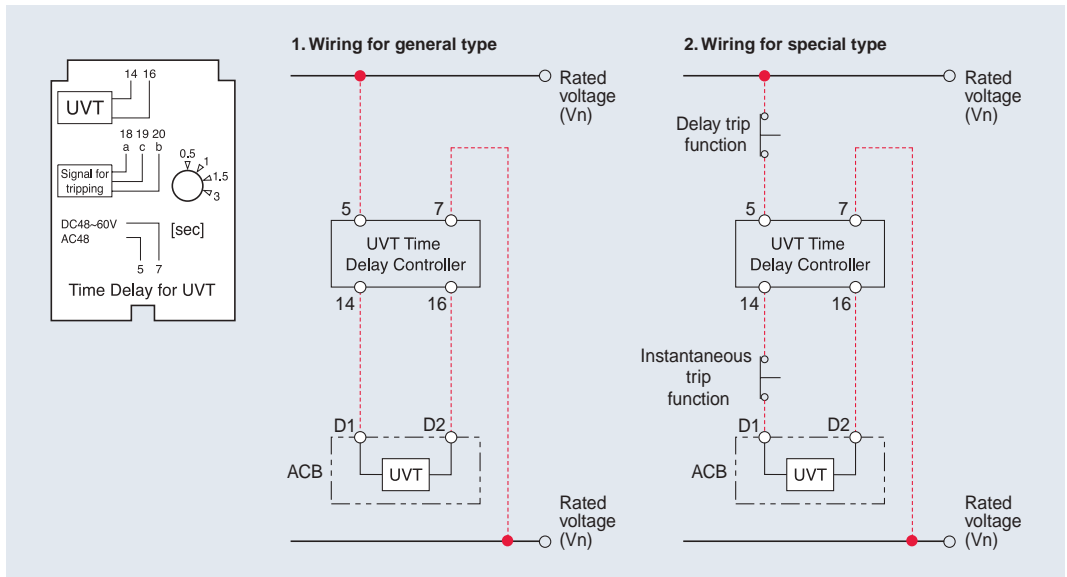 14 16
UVT
18 19 20
a c b
Signal for
tripping
0.5
1
1.5
3
DC48~60V
AC48
[sec]
5 7
Time Delay for UVT
1. Wiring for general type
Rated
voltage
(Vn)
5 7
UVT Time
Delay Controller
14 16
D1 D2
ACB
UVT
Rated
voltage
(Vn)
2. Wiring for special type
Rated
voltage
(Vn)
Delay trip
function
5 7
UVT Time
Delay Controller
14 16
Instantaneous
trip
function
D1 D2
ACB
UVT
Rated
voltage
(Vn)